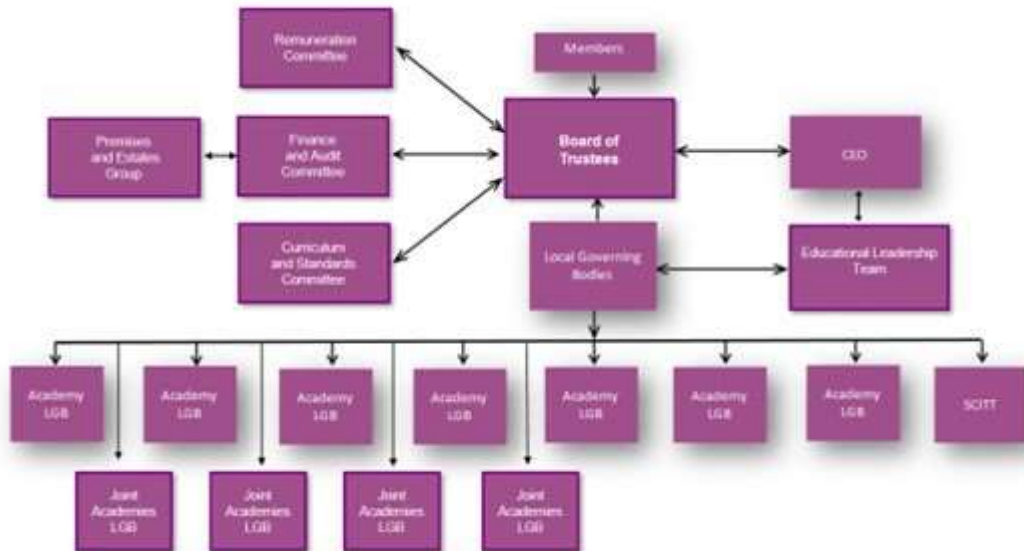 Remuneration
Committee
Members
Premises
and Estates
Group
Finance
and Audit
Committee
Board of
Trustees
CEO
Curriculum
and Standards
Committee
Local Governing
Bodies
Educational Leadership
Team
Academy
LGB
Academy
LGB
Academy
LGB
Academy
LGB
Academy
LGB
Academy
LGB
Academy
LGB
SCITT
Joint
Academies
LGB
Joint
Academies
LGB
Joint
Academies
LGB
Joint
Academies
LGB